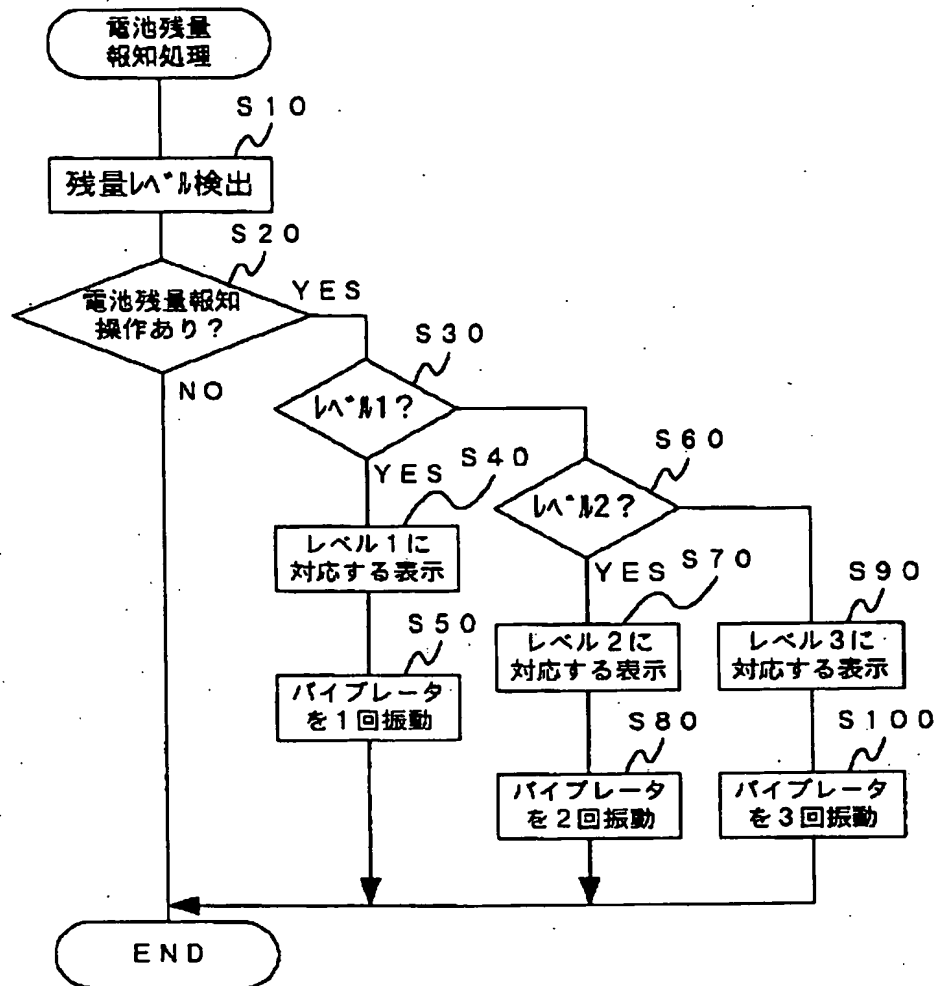 電池残量
報知処理
S10
残量レベル検出
S20
電池残量報知
操作あり?
YES
NO
S30
レベル1?
YES
S40
レベル1に
対応する表示
S50
バイブレータ
を1回振動
S60
レベル2?
YES
S70
レベル2に
対応する表示
S80
バイブレータ
を2回振動
S90
レベル3に
対応する表示
S100
バイブレータ
を3回振動
END